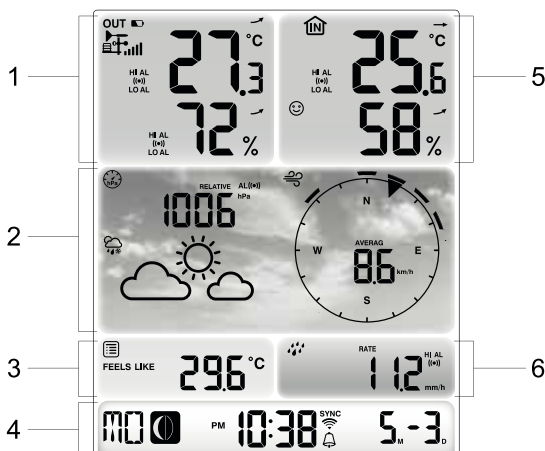 OUT
27.3 °C
HI AL
LO AL
72 %
HI AL
LO AL
IN
25.6 °C
HI AL
LO AL
58 %
1
5
hPa
RELATIVE AL
1006 hPa
N
W
E
S
AVERAG
8.6 km/h
2
FEELS LIKE
29.6 °C
3
RATE
11.2 mm/h
HI AL
6
MO
PM 10:38
SYNC
5 M - 3 D
4